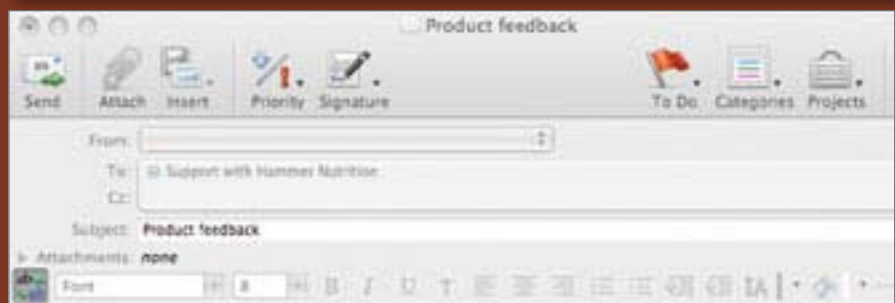 Product feedback
Send Attach Insert Priority Signature To Do Categories Projects
From:
To: Support with Hammer Nutrition
Cc:
Subject: Product feedback
Attachments: none
Font 8 B I U T